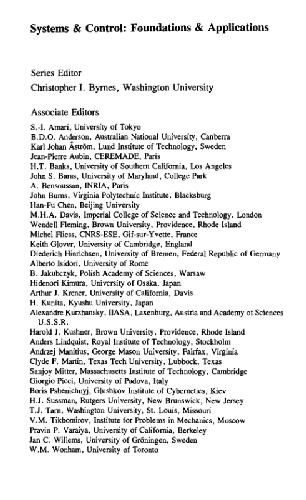 Systems & Control: Foundations & Applications
Series Editor
Christopher I. Byrnes, Washington University
Associate Editors
S.-I. Amari, University of Tokyo
B.D.O. Anderson, Australian National University, Canberra
Karl Johan Åström, Lund Institute of Technology, Sweden
Jean-Pierre Aubin, CEREMADE, Paris
H.T. Banks, University of Southern California, Los Angeles
John S. Baras, University of Maryland, College Park
A. Bensoussan, INRIA, Paris
John Burns, Virginia Polytechnic Institute, Blacksburg
Han-Fu Chen, Beijing University
M.H.A. Davis, Imperial College of Science and Technology, London
Wendell Fleming, Brown University, Providence, Rhode Island
Michel Fliess, CNRS-ESE, Gif-sur-Yvette, France
Keith Glover, University of Cambridge, England
Diederich Hinrichsen, University of Bremen, Federal Republic of Germany
Alberto Isidori, University of Rome
B. Jakubczyk, Polish Academy of Sciences, Warsaw
Hidenori Kimura, University of Osaka, Japan
Arthur J. Krener, University of California, Davis
H. Kunita, Kyushu University, Japan
Alexandre Kurzhansky, IIASA, Laxenburg, Austria and Academy of Sciences
U.S.S.R.
Harold J. Kushner, Brown University, Providence, Rhode Island
Anders Lindquist, Royal Institute of Technology, Stockholm
Andrzej Manitius, George Mason University, Fairfax, Virginia
Clyde F. Martin, Texas Tech University, Lubbock, Texas
Sanjoy Mitter, Massachusetts Institute of Technology, Cambridge
Giorgio Picci, University of Padova, Italy
Boris Pshenichnyj, Glushkov Institute of Cybernetics, Kiev
H.J. Sussman, Rutgers University, New Brunswick, New Jersey
T.J. Tarn, Washington University, St. Louis, Missouri
V.M. Tikhomirov, Institute for Problems in Mechanics, Moscow
Pravin P. Varaiya, University of California, Berkeley
Jan C. Willems, University of Gröningen, Sweden
W.M. Wonham, University of Toronto